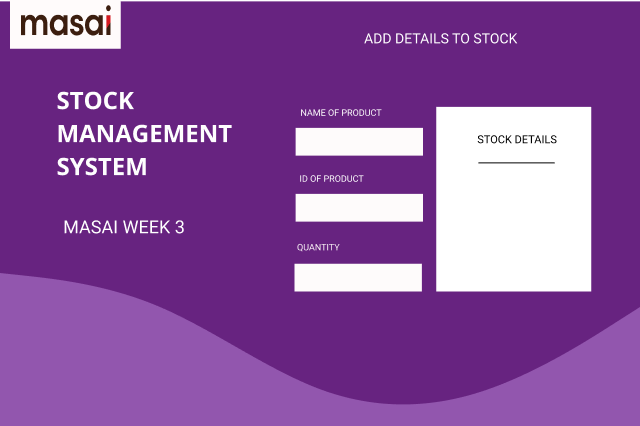 masai
ADD DETAILS TO STOCK
STOCK
MANAGEMENT
SYSTEM
MASAI WEEK 3
NAME OF PRODUCT
ID OF PRODUCT
QUANTITY
STOCK DETAILS